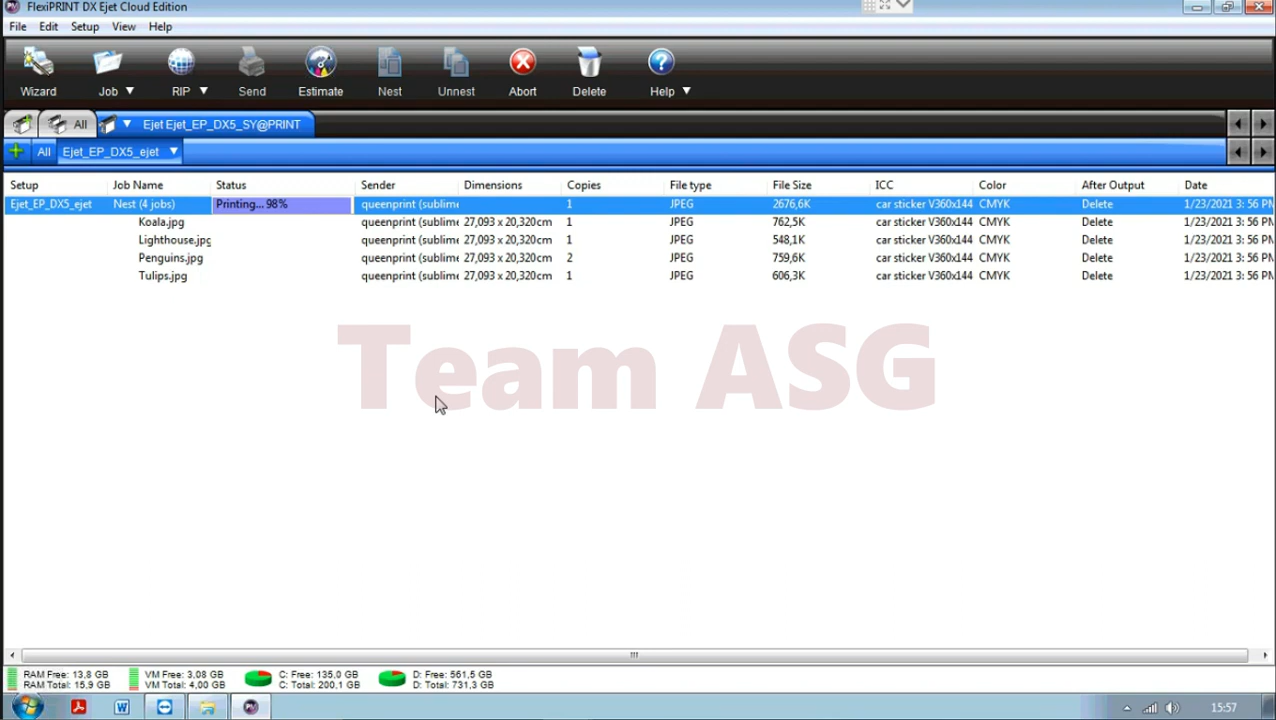 FlexiPRINT DX Ejet Cloud Edition
File Edit Setup View Help
Wizard Job RIP Send Estimate Nest Unnest Abort Delete Help
All Ejet Ejet_EP_DX5_SY@PRINT
All Ejet_EP_DX5_ejet
Setup Job Name Status Sender Dimensions Copies File type File Size ICC Color After Output Date
Ejet_EP_DX5_ejet Nest (4 jobs) Printing... 98% queenprint (sublime 1 JPEG 2676,6K car sticker V360x144 CMYK Delete 1/23/2021 3: 56 PM
Koala.jpg queenprint (sublime 27,093 x 20,320cm 1 JPEG 762,5K car sticker V360x144 CMYK Delete 1/23/2021 3: 56 PM
Lighthouse.jpg queenprint (sublime 27,093 x 20,320cm 1 JPEG 548,1K car sticker V360x144 CMYK Delete 1/23/2021 3: 56 PM
Penguins.jpg queenprint (sublime 27,093 x 20,320cm 2 JPEG 759,6K car sticker V360x144 CMYK Delete 1/23/2021 3: 56 PM
Tulips.jpg queenprint (sublime 27,093 x 20,320cm 1 JPEG 606,3K car sticker V360x144 CMYK Delete 1/23/2021 3: 56 PM
Team ASG
RAM Free: 13,8 GB VM Free: 3,08 GB C: Free: 135,0 GB D: Free: 561,5 GB
RAM Total: 15,9 GB VM Total: 4,00 GB C: Total: 200,1 GB D: Total: 731,3 GB
15:57